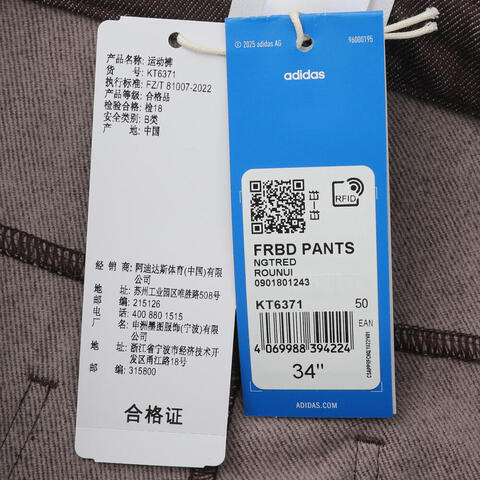 产品名称: 运动裤
货 号: KT6371
执行标准: FZ/T 81007-2022
产品等级: 合格品
检验合格: 检18
安全类别: B类
产 地: 中国
经 销 商: 阿迪达斯体育(中国)有限公司
地 址: 苏州工业园区唯胜路508号
邮 编: 215126
电 话: 400 880 1515
厂 名: 申洲墨图服饰(宁波)有限公司
地 址: 浙江省宁波市经济技术开发区甬江路18号
邮 编: 315800
合格证
© 2025 adidas AG
96000195
adidas
RFID
FRBD PANTS
NGTRED
ROUNUI
0901801243
KT6371 50
EAN
4 069988 394224
34"
ADIDAS.COM